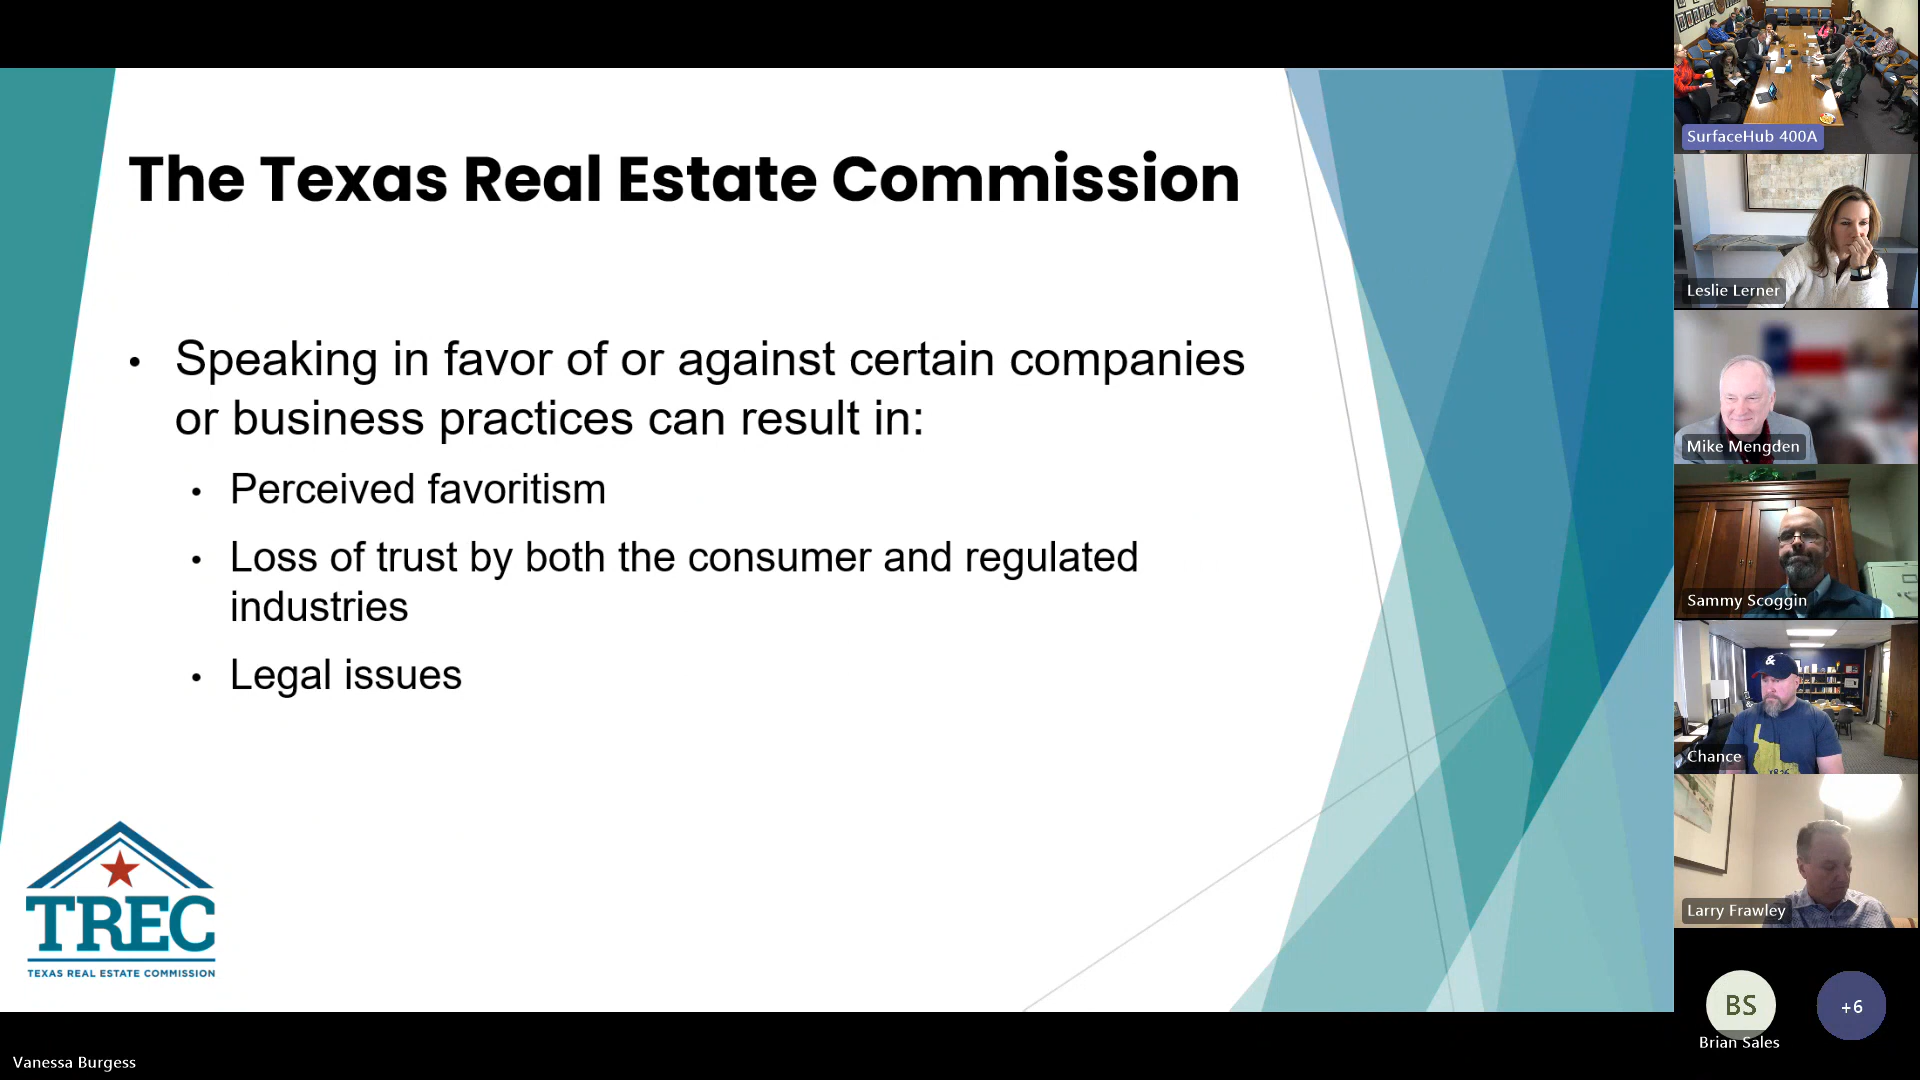 The Texas Real Estate Commission
• Speaking in favor of or against certain companies
or business practices can result in:
• Perceived favoritism
• Loss of trust by both the consumer and regulated
industries
• Legal issues
TREC
TEXAS REAL ESTATE COMMISSION
Vanessa Burgess
SurfaceHub 400A
Leslie Lerner
Mike Mengden
Sammy Scoggin
&
Chance
Larry Frawley
BS
Brian Sales
+6